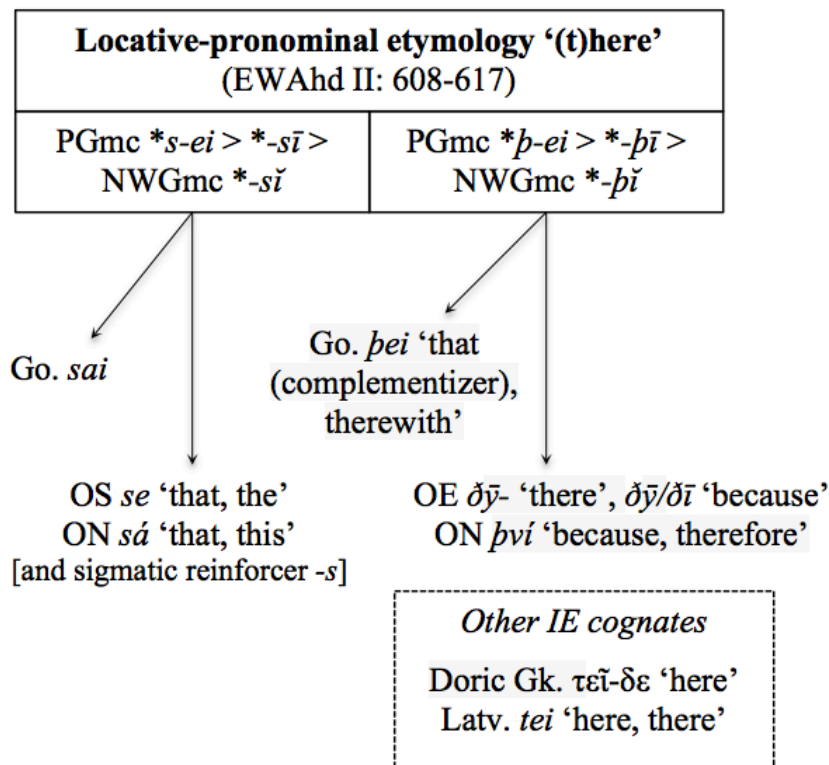 Locative-pronominal etymology ‘(t)here’
(EWAhd II: 608-617)
PGmc *s-ei > *-sī >
NWGmc *-sĭ
PGmc *þ-ei > *-þī >
NWGmc *-þĭ
Go. sai
Go. þei ‘that
(complementizer),
therewith’
OS se ‘that, the’
ON sá ‘that, this’
[and sigmatic reinforcer -s]
OE ðȳ- ‘there’, ðȳ/ðī ‘because’
ON því ‘because, therefore’
Other IE cognates
Doric Gk. τεῖ-δε ‘here’
Latv. tei ‘here, there’